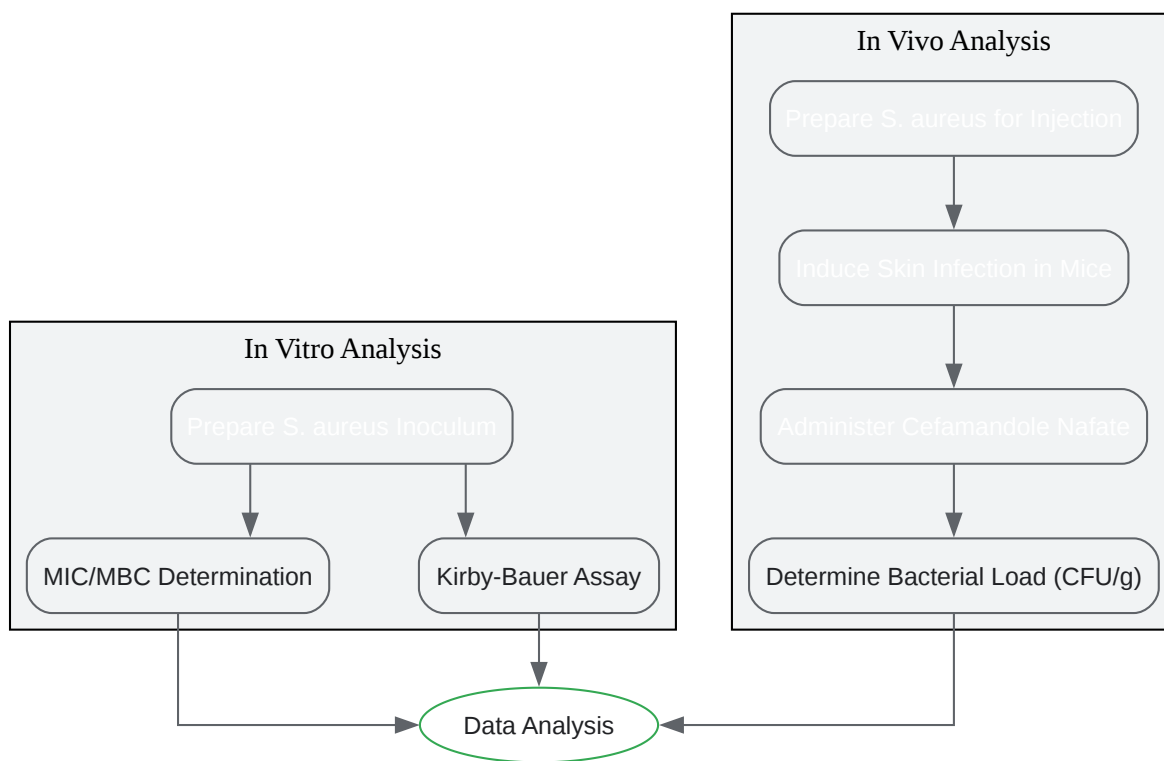 In Vivo Analysis
Prepare S. aureus for Injection
Induce Skin Infection in Mice
In Vitro Analysis
Prepare S. aureus Inoculum
Administer Cefamandole Nafate
MIC/MBC Determination
Kirby-Bauer Assay
Determine Bacterial Load (CFU/g)
Data Analysis